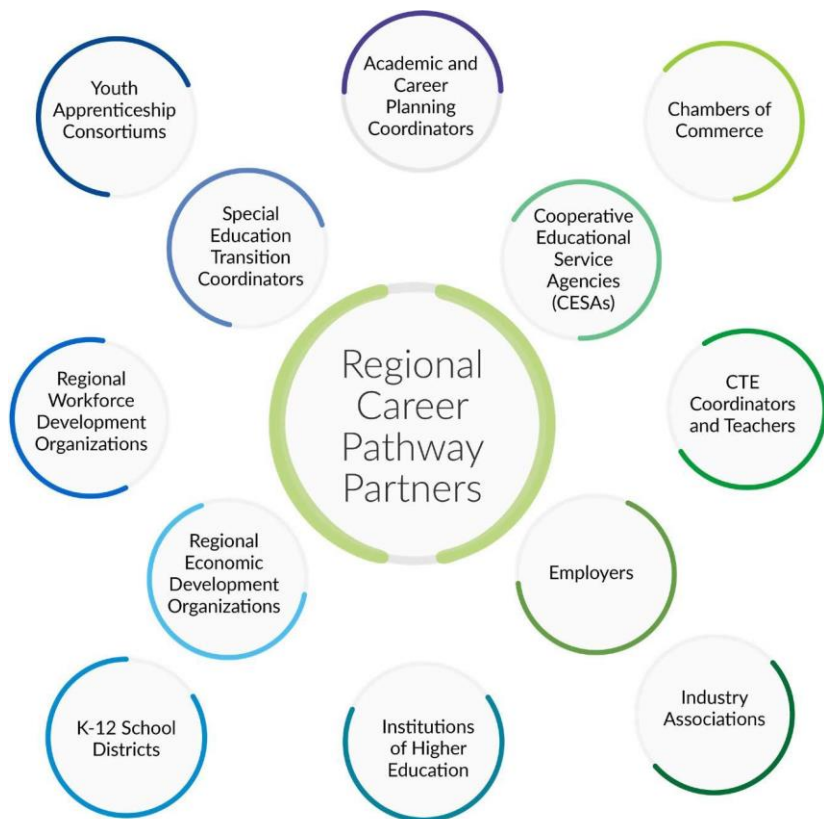 Youth
Apprenticeship
Consortiums
Academic and
Career
Planning
Coordinators
Chambers of
Commerce
Special
Education
Transition
Coordinators
Cooperative
Educational
Service
Agencies
(CESAs)
Regional
Career
Pathway
Partners
Regional
Workforce
Development
Organizations
CTE
Coordinators
and Teachers
Regional
Economic
Development
Organizations
Employers
K-12 School
Districts
Institutions
of Higher
Education
Industry
Associations